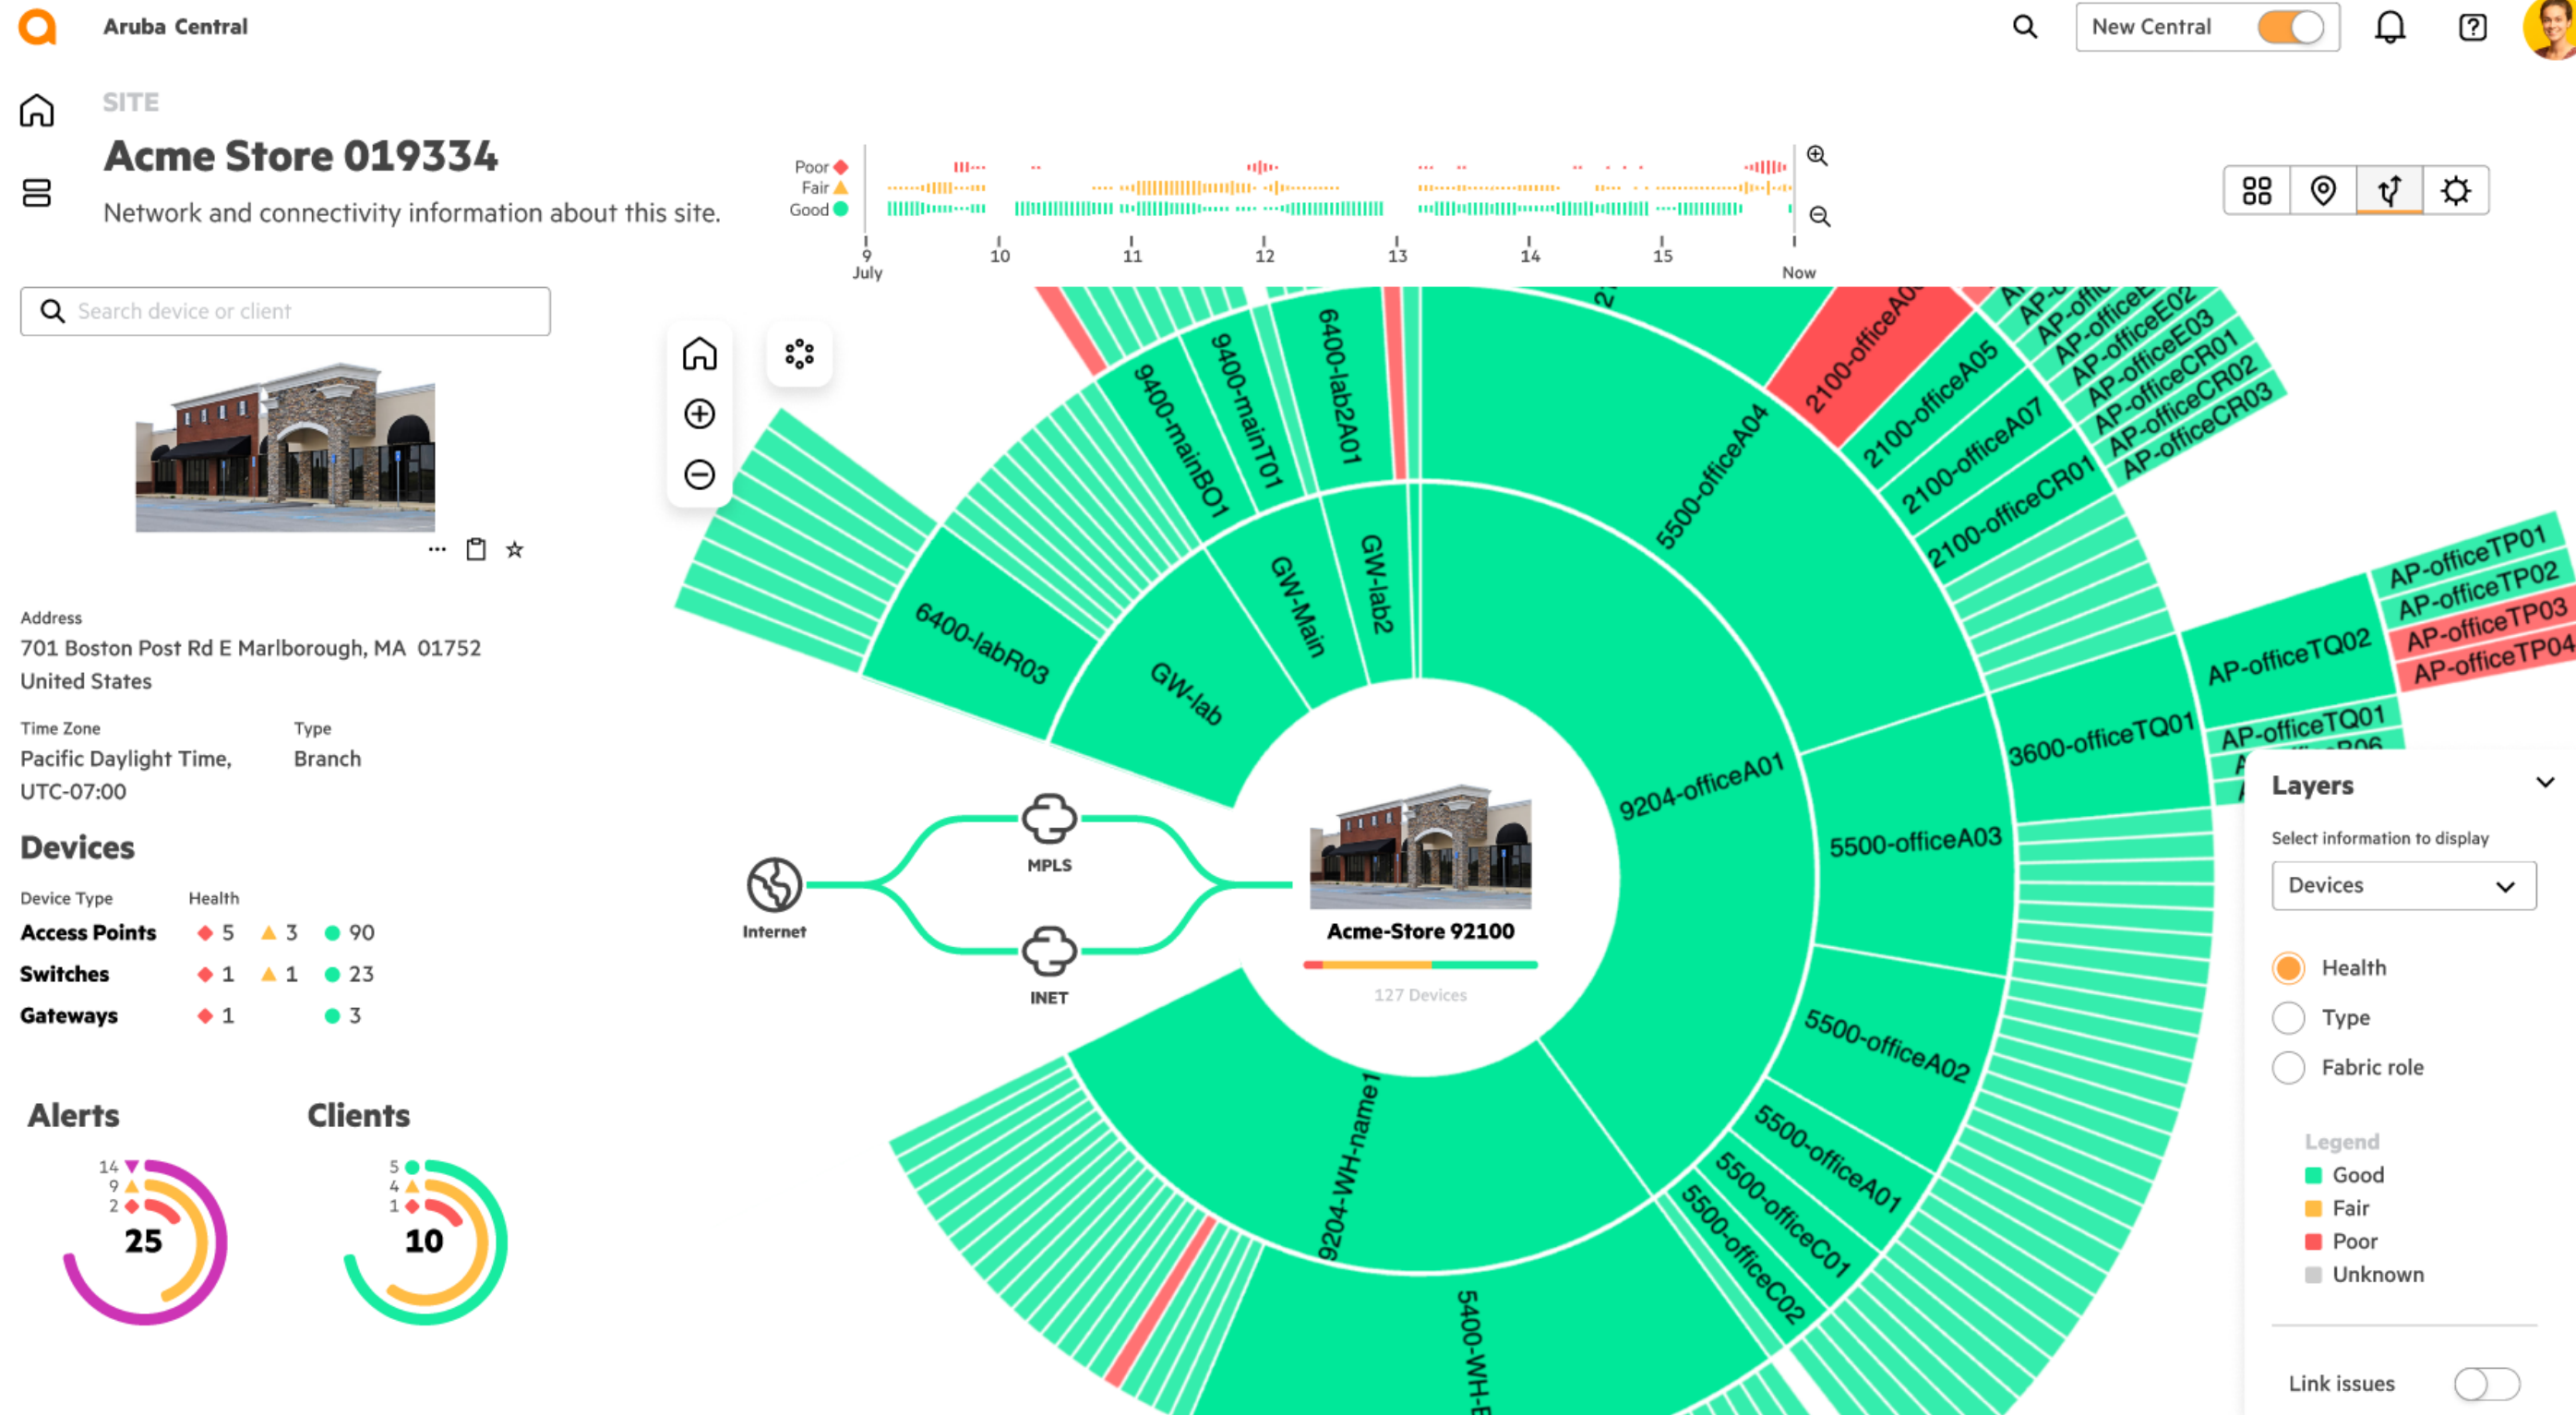 Aruba Central
New Central
SITE
Acme Store 019334
Network and connectivity information about this site.
Poor
Fair
Good
9 10 11 12 13 14 15
July
Now
Search device or client
Address
701 Boston Post Rd E Marlborough, MA 01752
United States
Time Zone
Type
Pacific Daylight Time,
UTC-07:00
Branch
Devices
Device Type Health
Access Points 5 3 90
Switches 1 1 23
Gateways 1 3
Alerts
14
9
2
25
Clients
5
4
1
10
Internet
MPLS
INET
Acme-Store 92100
127 Devices
GW-lab
GW-Main
GW-lab2
9204-officeA01
9204-WH-name1
6400-labR03
9400-mainBO1
9400-mainT01
6400-lab2A01
5500-officeA04
5500-officeA03
5500-officeA02
5500-officeA01
5500-officeC01
5500-officeC02
5400-WH-
2100-officeA05
2100-officeA07
2100-officeCR01
3600-officeTQ01
AP-officeE02
AP-officeE03
AP-officeCR01
AP-officeCR02
AP-officeCR03
AP-officeTQ02
AP-officeTQ01
AP-officeTP01
AP-officeTP02
AP-officeTP03
AP-officeTP04
Layers
Select information to display
Devices
Health
Type
Fabric role
Legend
Good
Fair
Poor
Unknown
Link issues